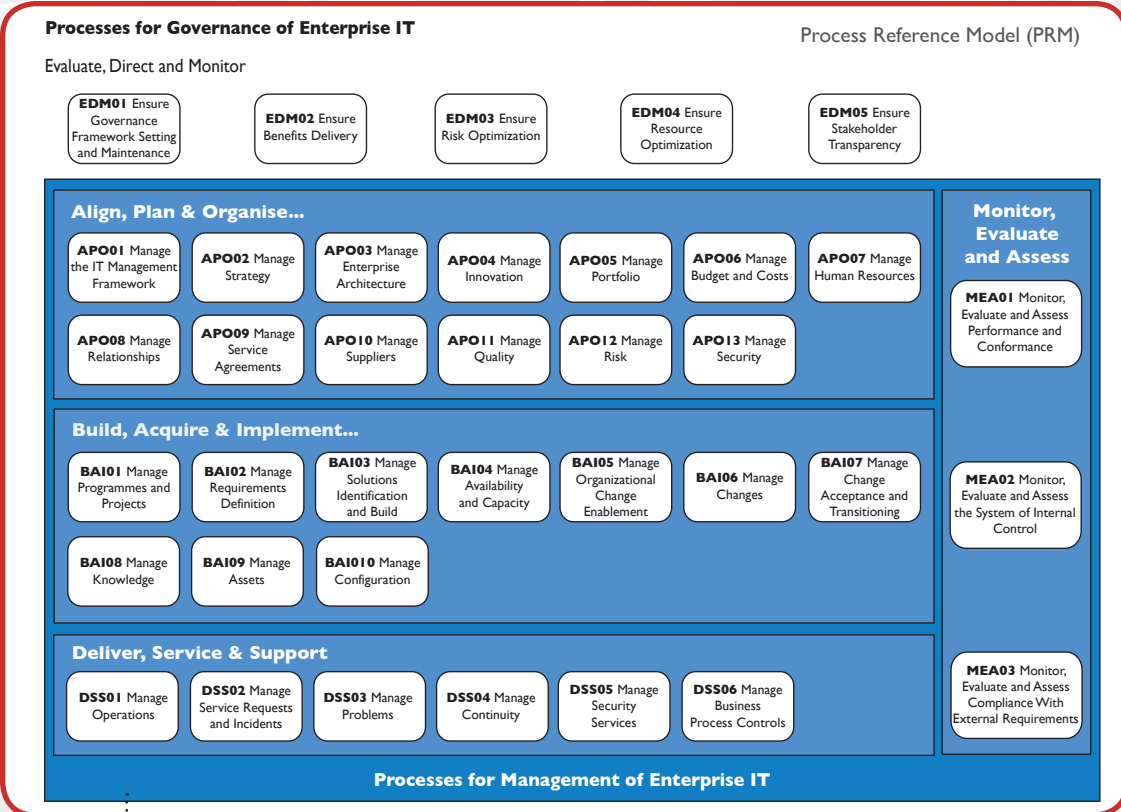 Processes for Governance of Enterprise IT
Process Reference Model (PRM)
Evaluate, Direct and Monitor
EDM01 Ensure
Governance
Framework Setting
and Maintenance
EDM02 Ensure
Benefits Delivery
EDM03 Ensure
Risk Optimization
EDM04 Ensure
Resource
Optimization
EDM05 Ensure
Stakeholder
Transparency
Align, Plan & Organise...
APO01 Manage
the IT Management
Framework
APO02 Manage
Strategy
APO03 Manage
Enterprise
Architecture
APO04 Manage
Innovation
APO05 Manage
Portfolio
APO06 Manage
Budget and Costs
APO07 Manage
Human Resources
APO08 Manage
Relationships
APO09 Manage
Service
Agreements
APO10 Manage
Suppliers
APO11 Manage
Quality
APO12 Manage
Risk
APO13 Manage
Security
Build, Acquire & Implement...
BAI01 Manage
Programmes and
Projects
BAI02 Manage
Requirements
Definition
BAI03 Manage
Solutions
Identification
and Build
BAI04 Manage
Availability
and Capacity
BAI05 Manage
Organizational
Change
Enablement
BAI06 Manage
Changes
BAI07 Manage
Change
Acceptance and
Transitioning
BAI08 Manage
Knowledge
BAI09 Manage
Assets
BAI010 Manage
Configuration
Deliver, Service & Support
DSS01 Manage
Operations
DSS02 Manage
Service Requests
and Incidents
DSS03 Manage
Problems
DSS04 Manage
Continuity
DSS05 Manage
Security
Services
DSS06 Manage
Business
Process Controls
Monitor,
Evaluate
and Assess
MEA01 Monitor,
Evaluate and Assess
Performance and
Conformance
MEA02 Monitor,
Evaluate and Assess
the System of Internal
Control
MEA03 Monitor,
Evaluate and Assess
Compliance With
External Requirements
Processes for Management of Enterprise IT